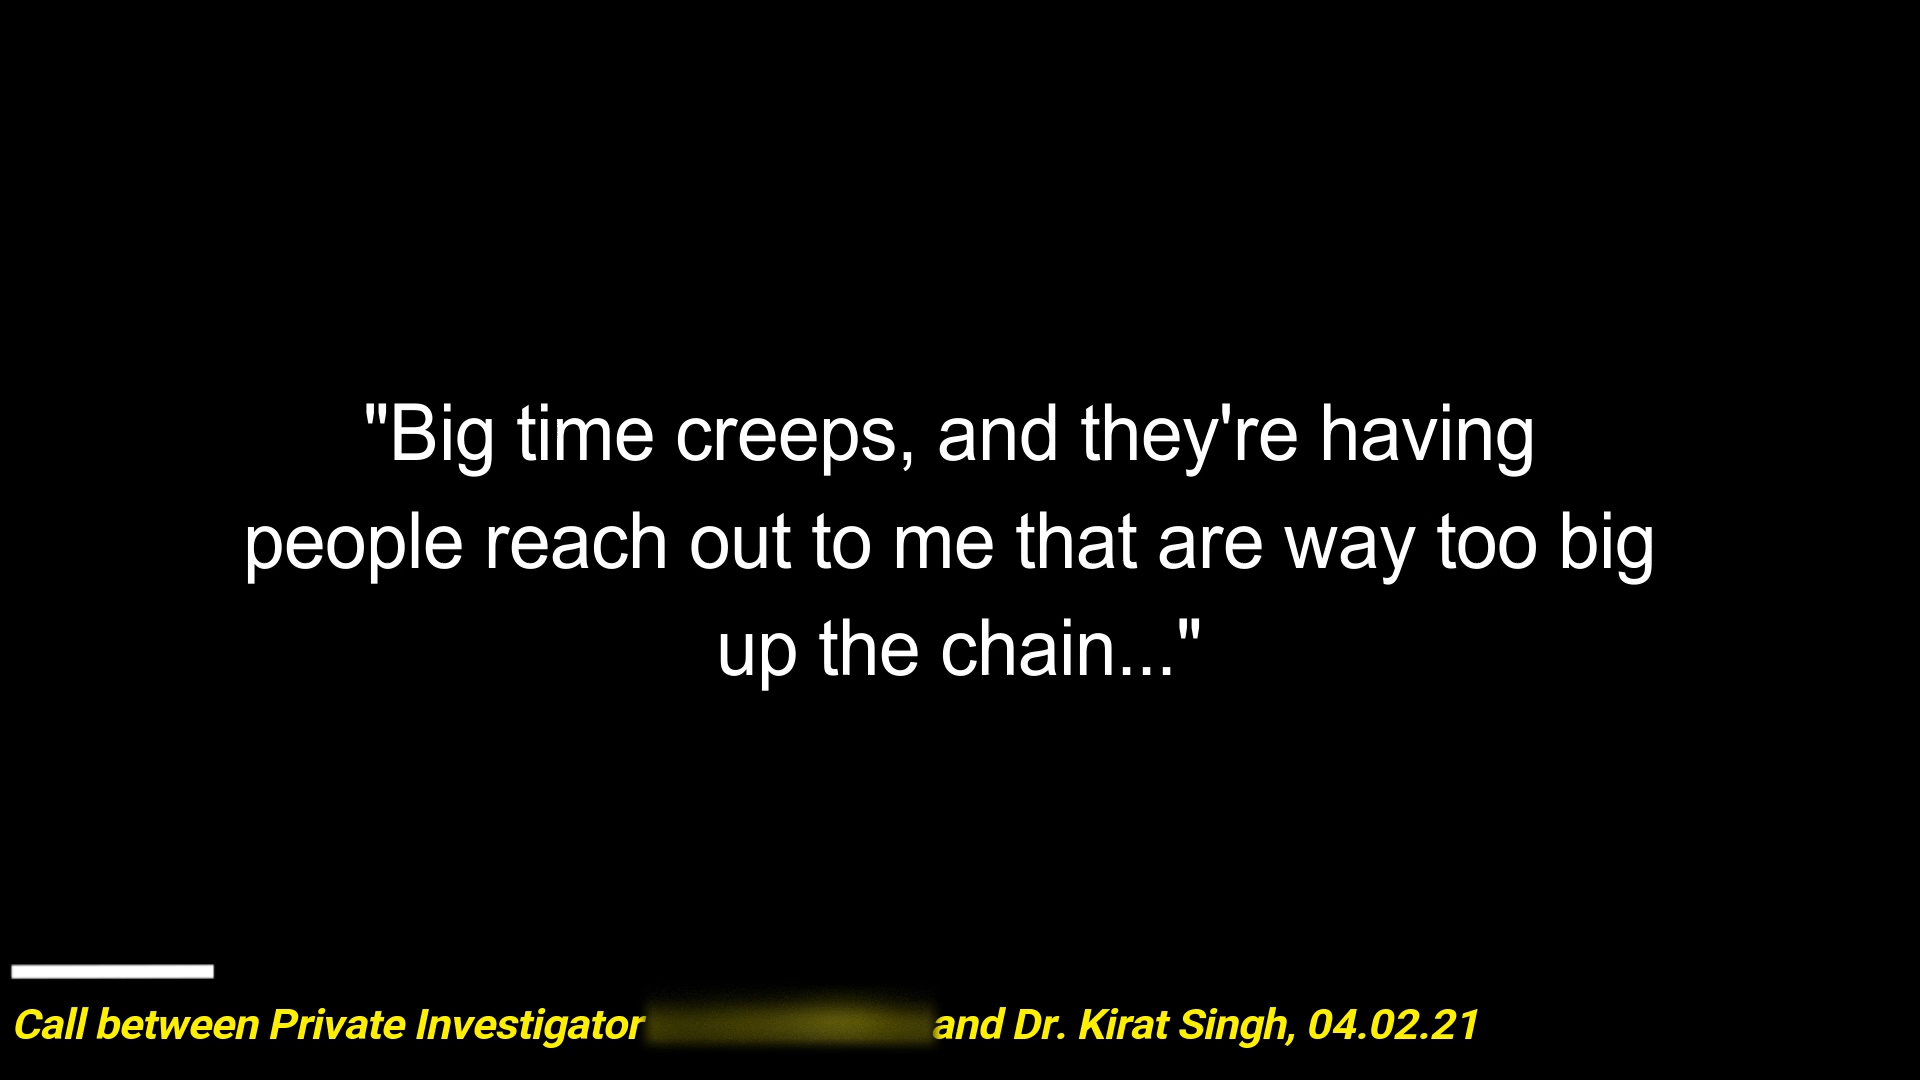 "Big time creeps, and they're having
people reach out to me that are way too big
up the chain..."
Call between Private Investigator and Dr. Kirat Singh, 04.02.21